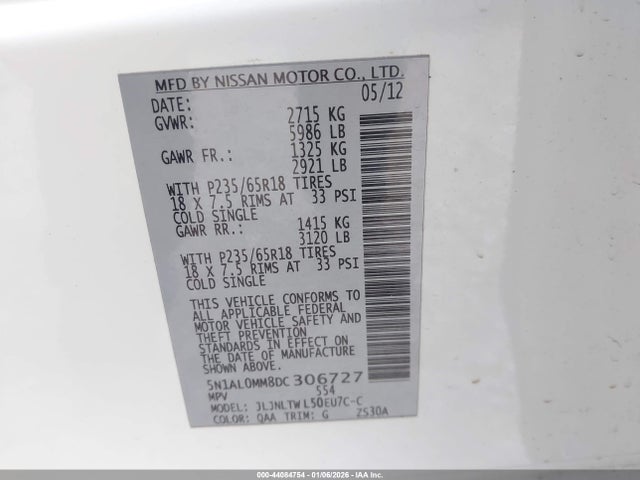 MFD BY NISSAN MOTOR CO., LTD.
DATE: 05/12
GVWR: 2715 KG
5986 LB
GAWR FR.: 1325 KG
2921 LB
WITH P235/65R18 TIRES
18 X 7.5 RIMS AT 33 PSI
COLD SINGLE
GAWR RR.: 1415 KG
3120 LB
WITH P235/65R18 TIRES
18 X 7.5 RIMS AT 33 PSI
COLD SINGLE
THIS VEHICLE CONFORMS TO
ALL APPLICABLE FEDERAL
MOTOR VEHICLE SAFETY AND
THEFT PREVENTION
STANDARDS IN EFFECT ON
THE DATE OF MANUFACTURE
SHOWN ABOVE.
5N1AL0MM8DC306727
MPV 554
MODEL: JLJNLTWL50EU7C-C
COLOR: QAA TRIM: G ZS30A
000-44084754 - 01/06/2026 - IAA Inc.